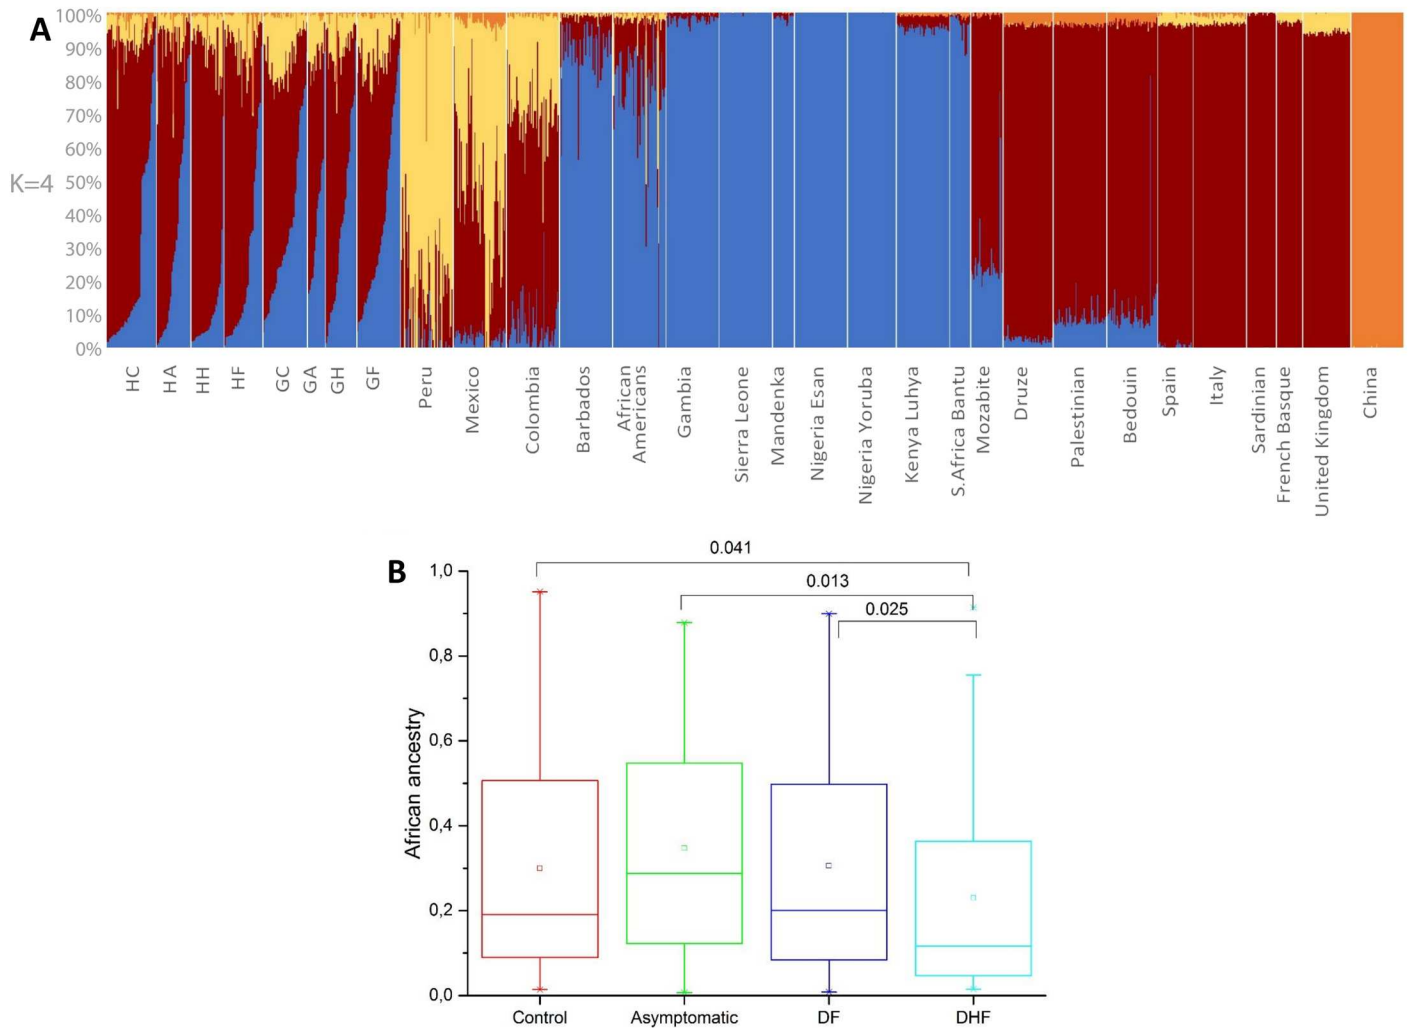 A
100%
90%
80%
70%
60%
K=4
50%
40%
30%
20%
10%
0%
HC
HA
HH
HF
GC
GA
GH
GF
Peru
Mexico
Colombia
Barbados
African
Americans
Gambia
Sierra Leone
Mandenka
Nigeria Esan
Nigeria Yoruba
Kenya Luhya
S.Africa Bantu
Mozabite
Druze
Palestinian
Bedouin
Spain
Italy
Sardinian
French Basque
United Kingdom
China
B
0.041
0.013
0.025
1,0
0,8
0,6
0,4
0,2
0,0
African ancestry
Control
Asymptomatic
DF
DHF